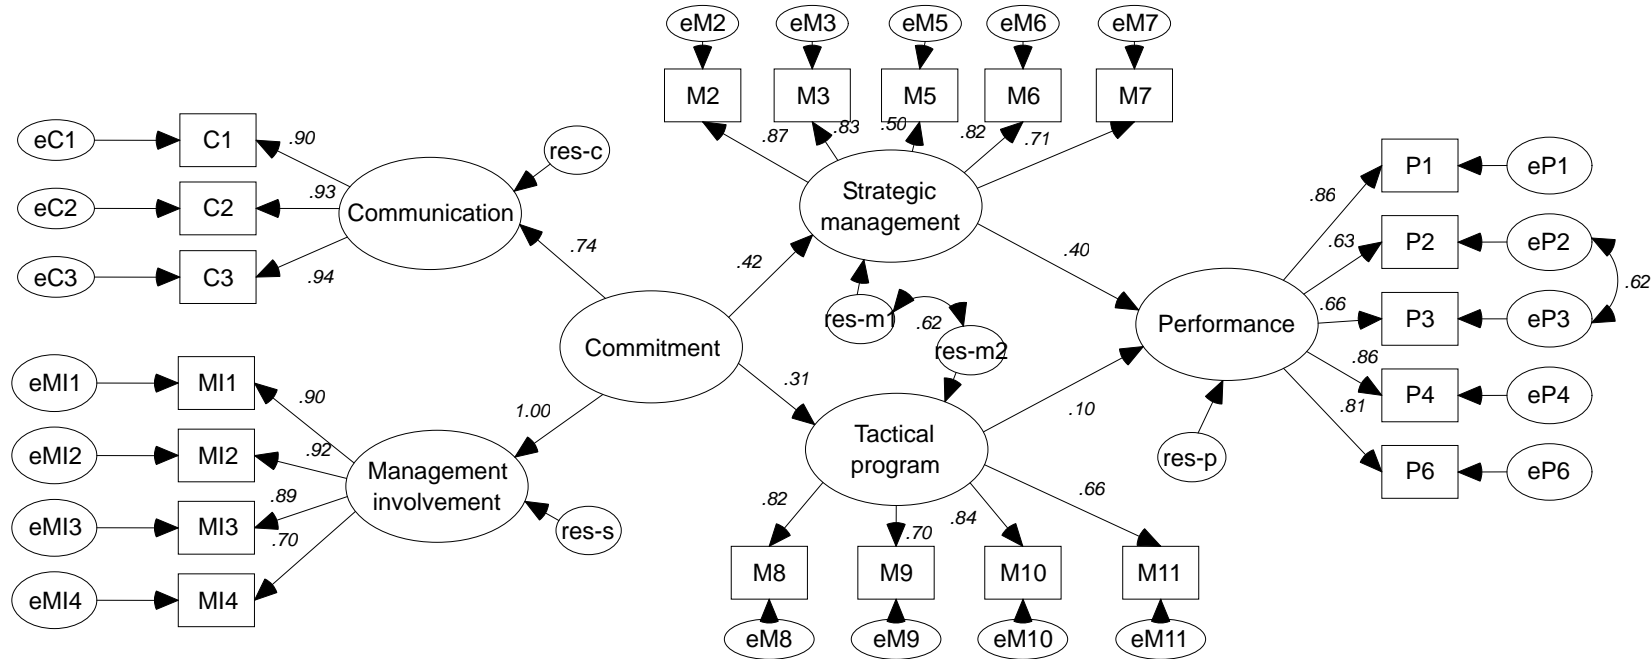 eM2
eM3
eM5
eM6
eM7
M2
M3
M5
M6
M7
.87
.83
.50
.82
.71
eC1
C1
.90
eC2
C2
.93
eC3
C3
.94
Communication
res-c
.74
Strategic
management
.42
.40
res-m1
.62
res-m2
Commitment
.31
1.00
eMI1
MI1
.90
eMI2
MI2
.92
eMI3
MI3
.89
eMI4
MI4
.70
Management
involvement
res-s
Tactical
program
.10
.82
.70
.84
.66
M8
M9
M10
M11
eM8
eM9
eM10
eM11
Performance
res-p
.86
P1
eP1
.63
P2
eP2
.62
.66
P3
eP3
.86
P4
eP4
.81
P6
eP6